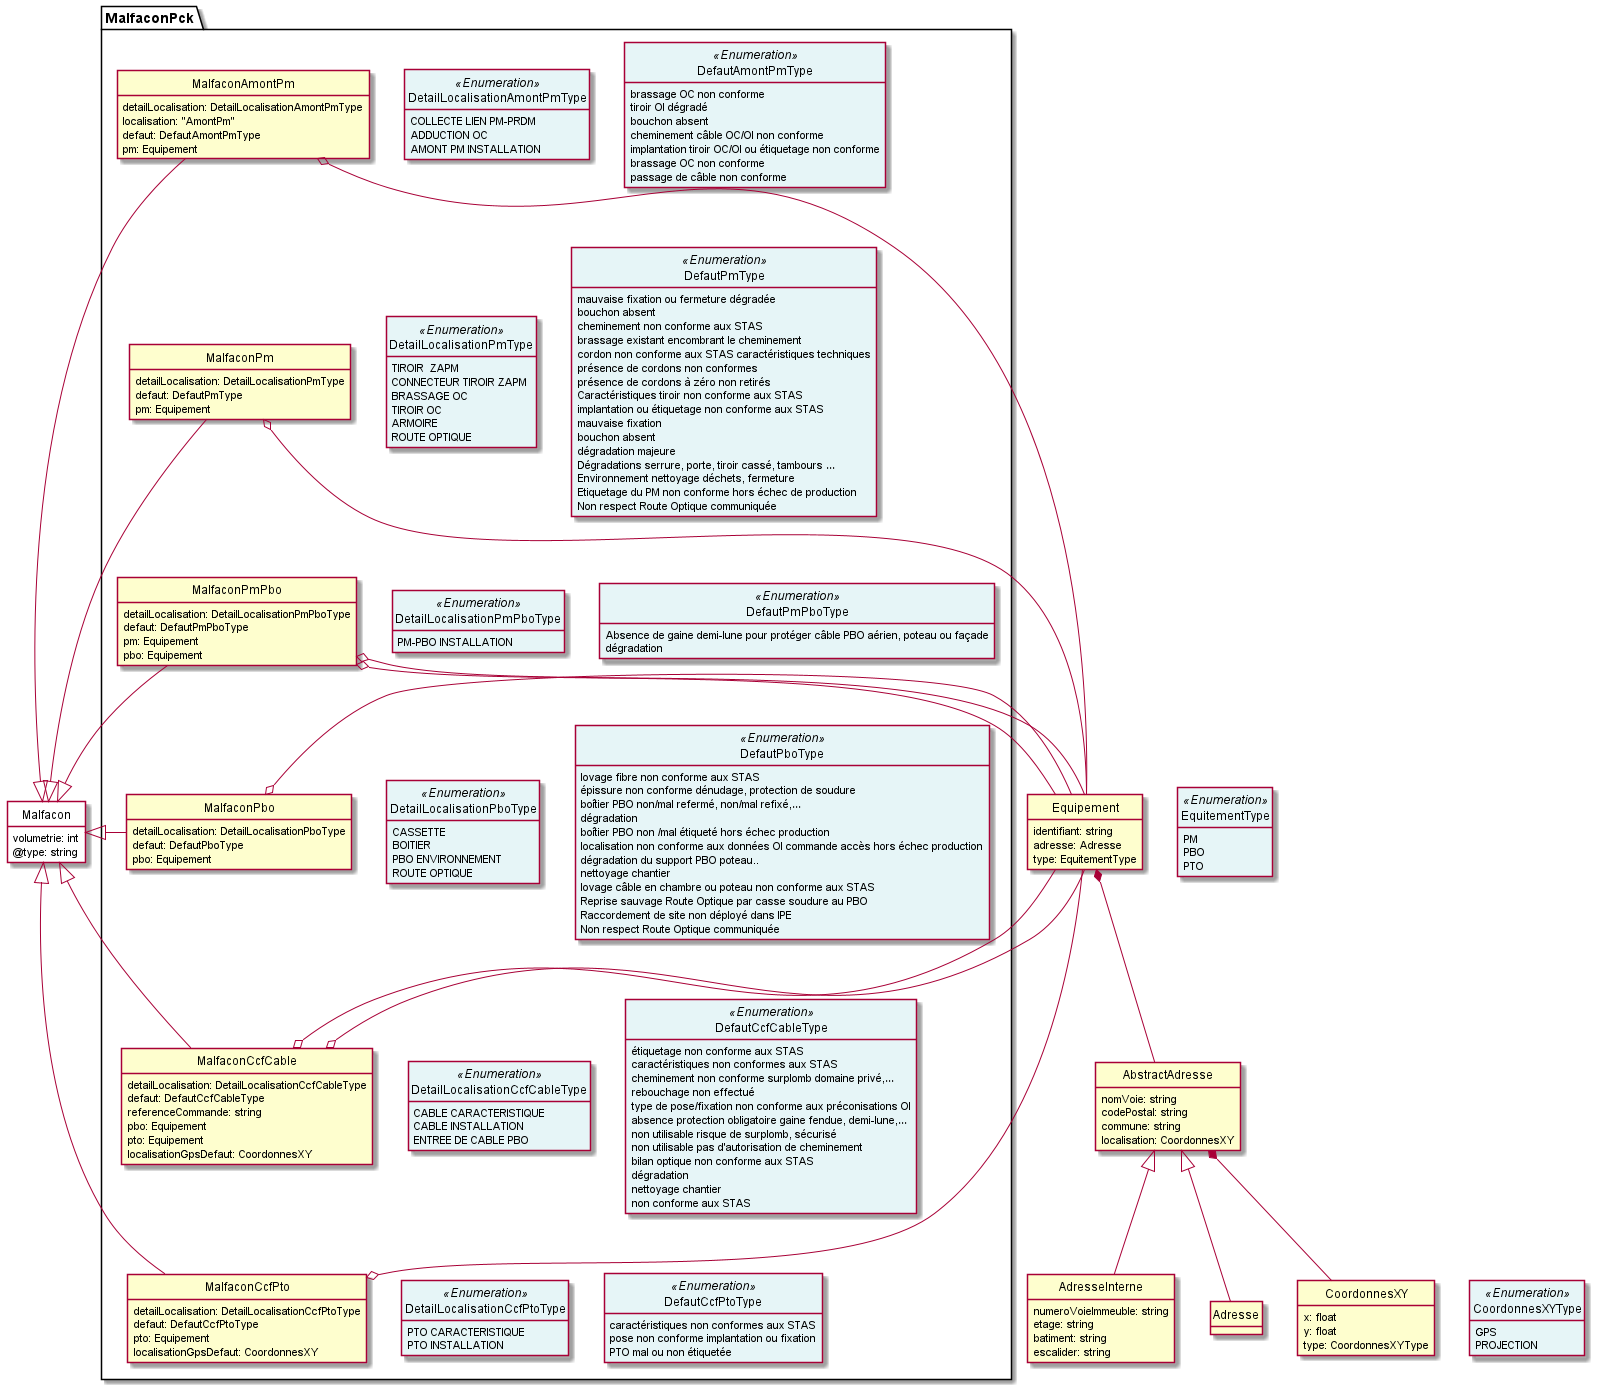 MalfaconPck
MalfaconAmontPm
detailLocalisation: DetailLocalisationAmontPmType
localisation: "AmontPm"
defaut: DefautAmontPmType
pm: Equipement
«Enumeration»
DetailLocalisationAmontPmType
COLLECTE LIEN PM-PRDM
ADDUCTION OC
AMONT PM INSTALLATION
«Enumeration»
DefautAmontPmType
brassage OC non conforme
tiroir OI dégradé
bouchon absent
cheminement câble OC/OI non conforme
implantation tiroir OC/OI ou étiquetage non conforme
brassage OC non conforme
passage de câble non conforme
MalfaconPm
detailLocalisation: DetailLocalisationPmType
defaut: DefautPmType
pm: Equipement
«Enumeration»
DetailLocalisationPmType
TIROIR  ZAPM
CONNECTEUR TIROIR ZAPM
BRASSAGE OC
TIROIR OC
ARMOIRE
ROUTE OPTIQUE
«Enumeration»
DefautPmType
mauvaise fixation ou fermeture dégradée
bouchon absent
cheminement non conforme aux STAS
brassage existant encombrant le cheminement
cordon non conforme aux STAS caractéristiques techniques
présence de cordons non conformes
présence de cordons à zéro non retirés
Caractéristiques tiroir non conforme aux STAS
implantation ou étiquetage non conforme aux STAS
mauvaise fixation
bouchon absent
dégradation majeure
Dégradations serrure, porte, tiroir cassé, tambours ...
Environnement nettoyage déchets, fermeture
Etiquetage du PM non conforme hors échec de production
Non respect Route Optique communiquée
MalfaconPmPbo
detailLocalisation: DetailLocalisationPmPboType
defaut: DefautPmPboType
pm: Equipement
pbo: Equipement
«Enumeration»
DetailLocalisationPmPboType
PM-PBO INSTALLATION
«Enumeration»
DefautPmPboType
Absence de gaine demi-lune pour protéger câble PBO aérien, poteau ou façade
dégradation
Malfacon
volumetrie: int
@type: string
MalfaconPbo
detailLocalisation: DetailLocalisationPboType
defaut: DefautPboType
pbo: Equipement
«Enumeration»
DetailLocalisationPboType
CASSETTE
BOITIER
PBO ENVIRONNEMENT
ROUTE OPTIQUE
«Enumeration»
DefautPboType
lovage fibre non conforme aux STAS
épissure non conforme dénudage, protection de soudure
boîtier PBO non/mal refermé, non/mal refixé,...
dégradation
boîtier PBO non /mal étiqueté hors échec production
localisation non conforme aux données OI commande accès hors échec production
dégradation du support PBO poteau..
nettoyage chantier
lovage câble en chambre ou poteau non conforme aux STAS
Reprise sauvage Route Optique par casse soudure au PBO
Raccordement de site non déployé dans IPE
Non respect Route Optique communiquée
Equipement
identifiant: string
adresse: Adresse
type: EquitementType
«Enumeration»
EquitementType
PM
PBO
PTO
MalfaconCcfCable
detailLocalisation: DetailLocalisationCcfCableType
defaut: DefautCcfCableType
referenceCommande: string
pbo: Equipement
pto: Equipement
localisationGpsDefaut: CoordonnesXY
«Enumeration»
DetailLocalisationCcfCableType
CABLE CARACTERISTIQUE
CABLE INSTALLATION
ENTREE DE CABLE PBO
«Enumeration»
DefautCcfCableType
étiquetage non conforme aux STAS
caractéristiques non conformes aux STAS
cheminement non conforme surplomb domaine privé,...
rebouchage non effectué
type de pose/fixation non conforme aux préconisations OI
absence protection obligatoire gaine fendue, demi-lune,...
non utilisable risque de surplomb, sécurisé
non utilisable pas d'autorisation de cheminement
bilan optique non conforme aux STAS
dégradation
nettoyage chantier
non conforme aux STAS
AbstractAdresse
nomVoie: string
codePostal: string
commune: string
localisation: CoordonnesXY
MalfaconCcfPto
detailLocalisation: DetailLocalisationCcfPtoType
defaut: DefautCcfPtoType
pto: Equipement
localisationGpsDefaut: CoordonnesXY
«Enumeration»
DetailLocalisationCcfPtoType
PTO CARACTERISTIQUE
PTO INSTALLATION
«Enumeration»
DefautCcfPtoType
caractéristiques non conformes aux STAS
pose non conforme implantation ou fixation
PTO mal ou non étiquetée
AdresseInterne
numeroVoieImmeuble: string
etage: string
batiment: string
escalider: string
Adresse
CoordonnesXY
x: float
y: float
type: CoordonnesXYType
«Enumeration»
CoordonnesXYType
GPS
PROJECTION